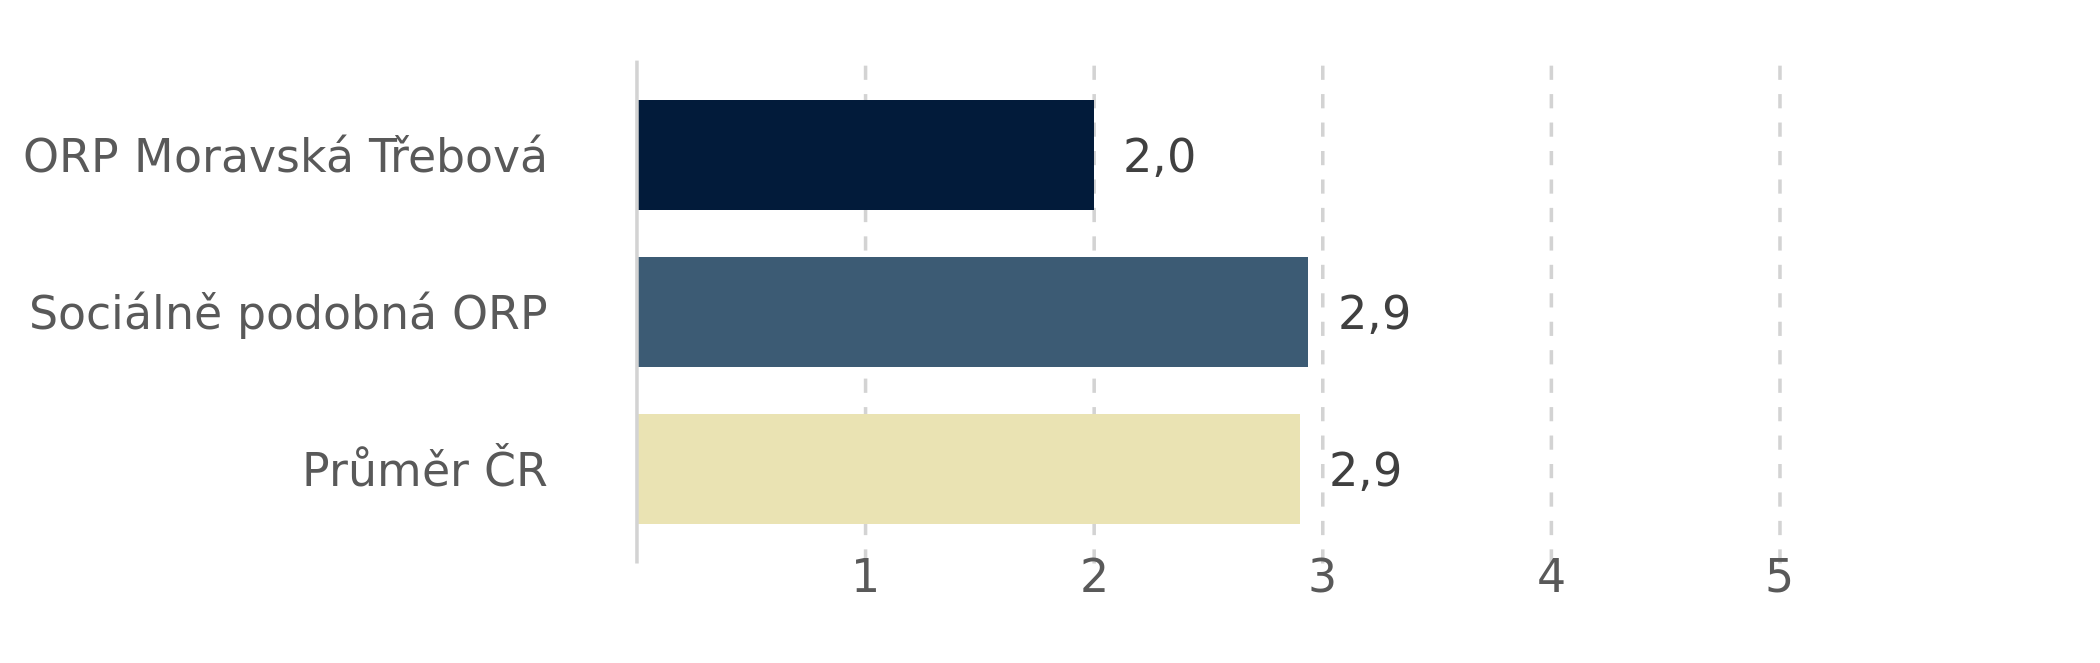 ORP Moravská Třebová
2,0
Sociálně podobná ORP
2,9
Průměr ČR
2,9
1 2 3 4 5